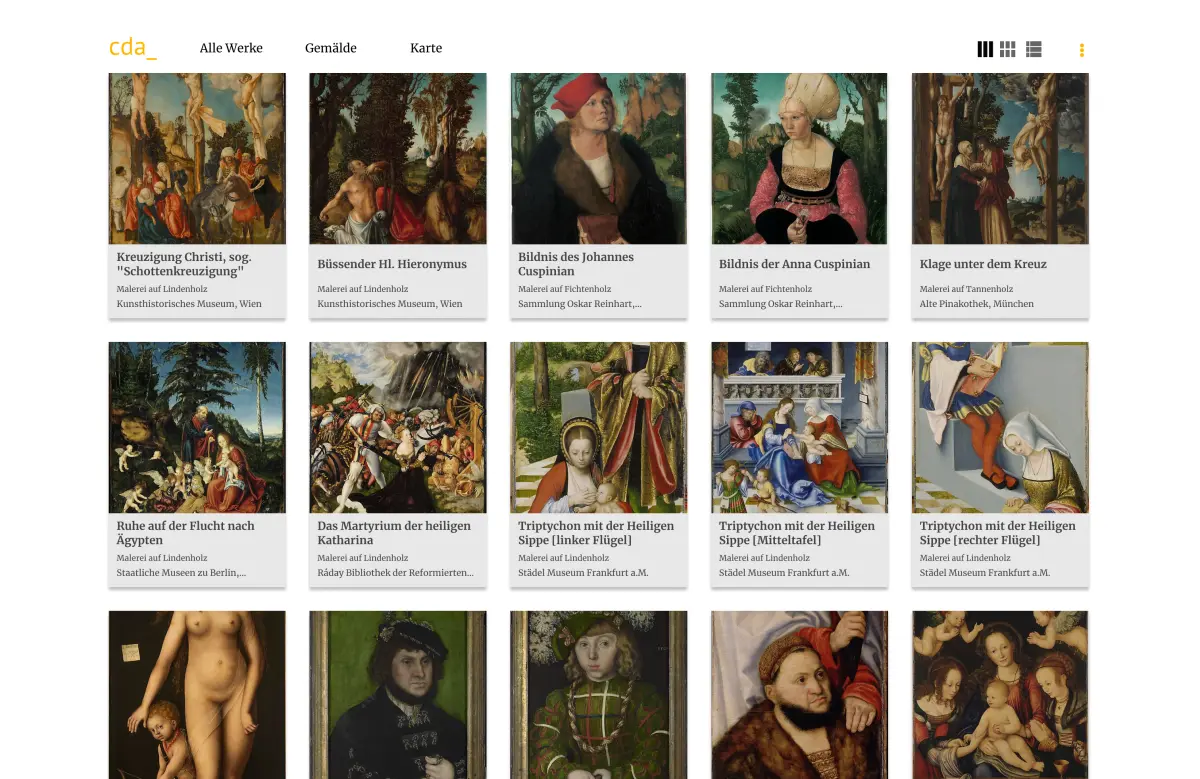 cda_
Alle Werke
Gemälde
Karte
Kreuzigung Christi, sog.
"Schottenkreuzigung"
Malerei auf Lindenholz
Kunsthistorisches Museum, Wien
Büssender Hl. Hieronymus
Malerei auf Lindenholz
Kunsthistorisches Museum, Wien
Bildnis des Johannes
Cuspinian
Malerei auf Fichtenholz
Sammlung Oskar Reinhart,...
Bildnis der Anna Cuspinian
Malerei auf Fichtenholz
Sammlung Oskar Reinhart,...
Klage unter dem Kreuz
Malerei auf Tannenholz
Alte Pinakothek, München
Ruhe auf der Flucht nach
Ägypten
Malerei auf Lindenholz
Staatliche Museen zu Berlin,...
Das Martyrium der heiligen
Katharina
Malerei auf Lindenholz
Ráday Bibliothek der Reformierten...
Triptychon mit der Heiligen
Sippe [linker Flügel]
Malerei auf Lindenholz
Städel Museum Frankfurt a.M.
Triptychon mit der Heiligen
Sippe [Mitteltafel]
Malerei auf Lindenholz
Städel Museum Frankfurt a.M.
Triptychon mit der Heiligen
Sippe [rechter Flügel]
Malerei auf Lindenholz
Städel Museum Frankfurt a.M.